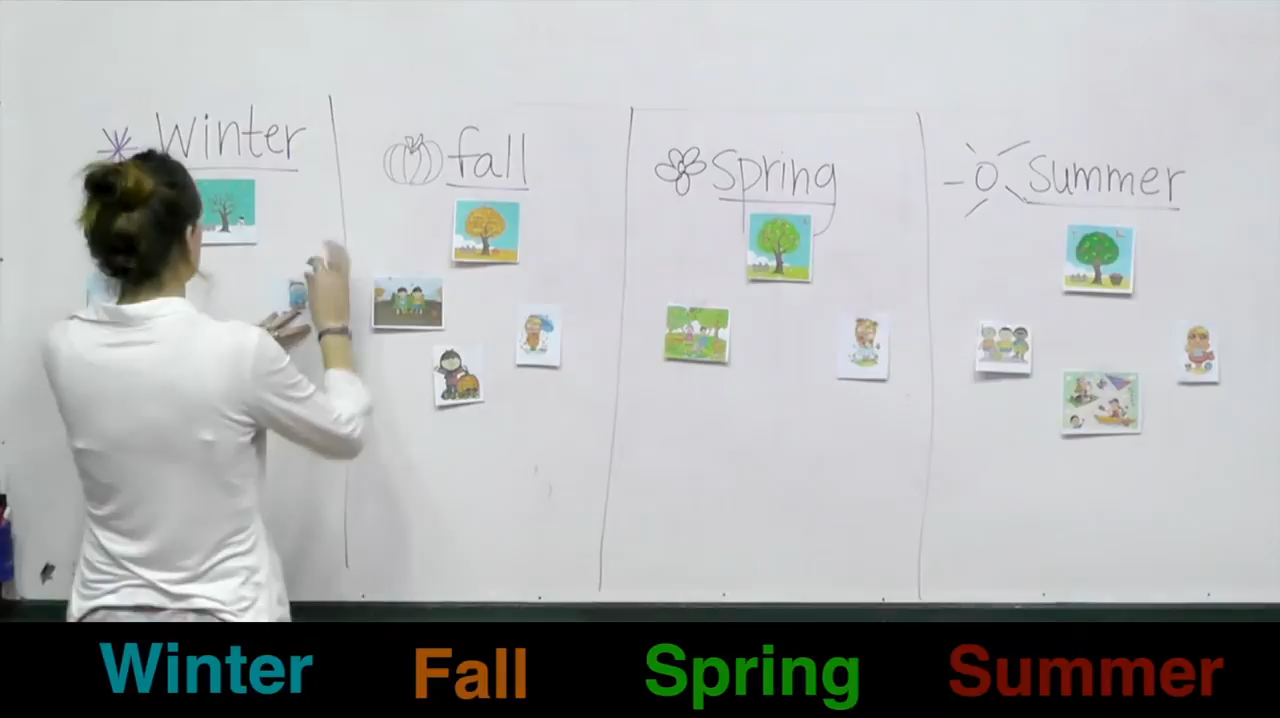 Winter
fall
Spring
summer
Winter Fall Spring Summer